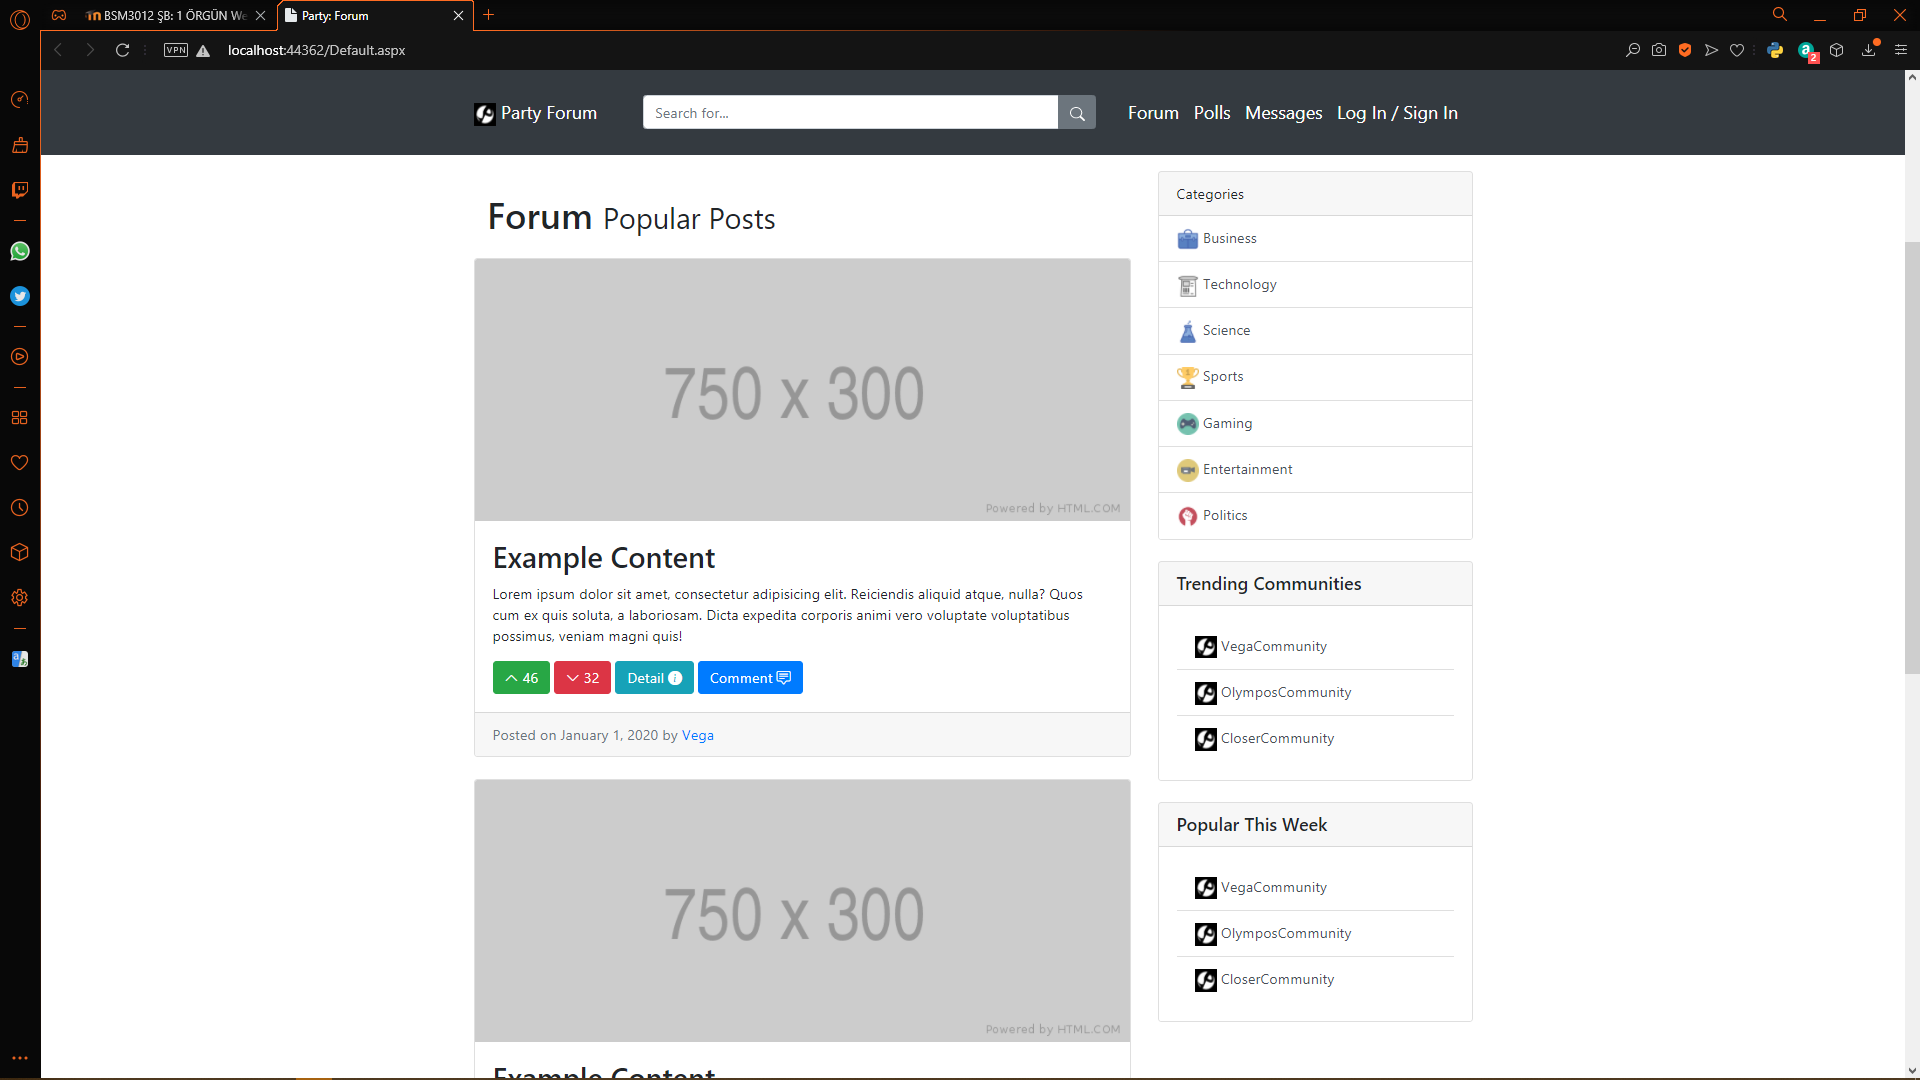 BSM3012 ŞB: 1 ÖRGÜN We
Party: Forum
VPN
localhost:44362/Default.aspx
2
Party Forum
Search for...
Forum
Polls
Messages
Log In / Sign In
Forum Popular Posts
750 x 300
Powered by HTML.COM
Example Content
Lorem ipsum dolor sit amet, consectetur adipisicing elit. Reiciendis aliquid atque, nulla? Quos
cum ex quis soluta, a laboriosam. Dicta expedita corporis animi vero voluptate voluptatibus
possimus, veniam magni quis!
46
32
Detail
Comment
Posted on January 1, 2020 by Vega
750 x 300
Powered by HTML.COM
Example Content
Categories
Business
Technology
Science
Sports
Gaming
Entertainment
Politics
Trending Communities
VegaCommunity
OlymposCommunity
CloserCommunity
Popular This Week
VegaCommunity
OlymposCommunity
CloserCommunity